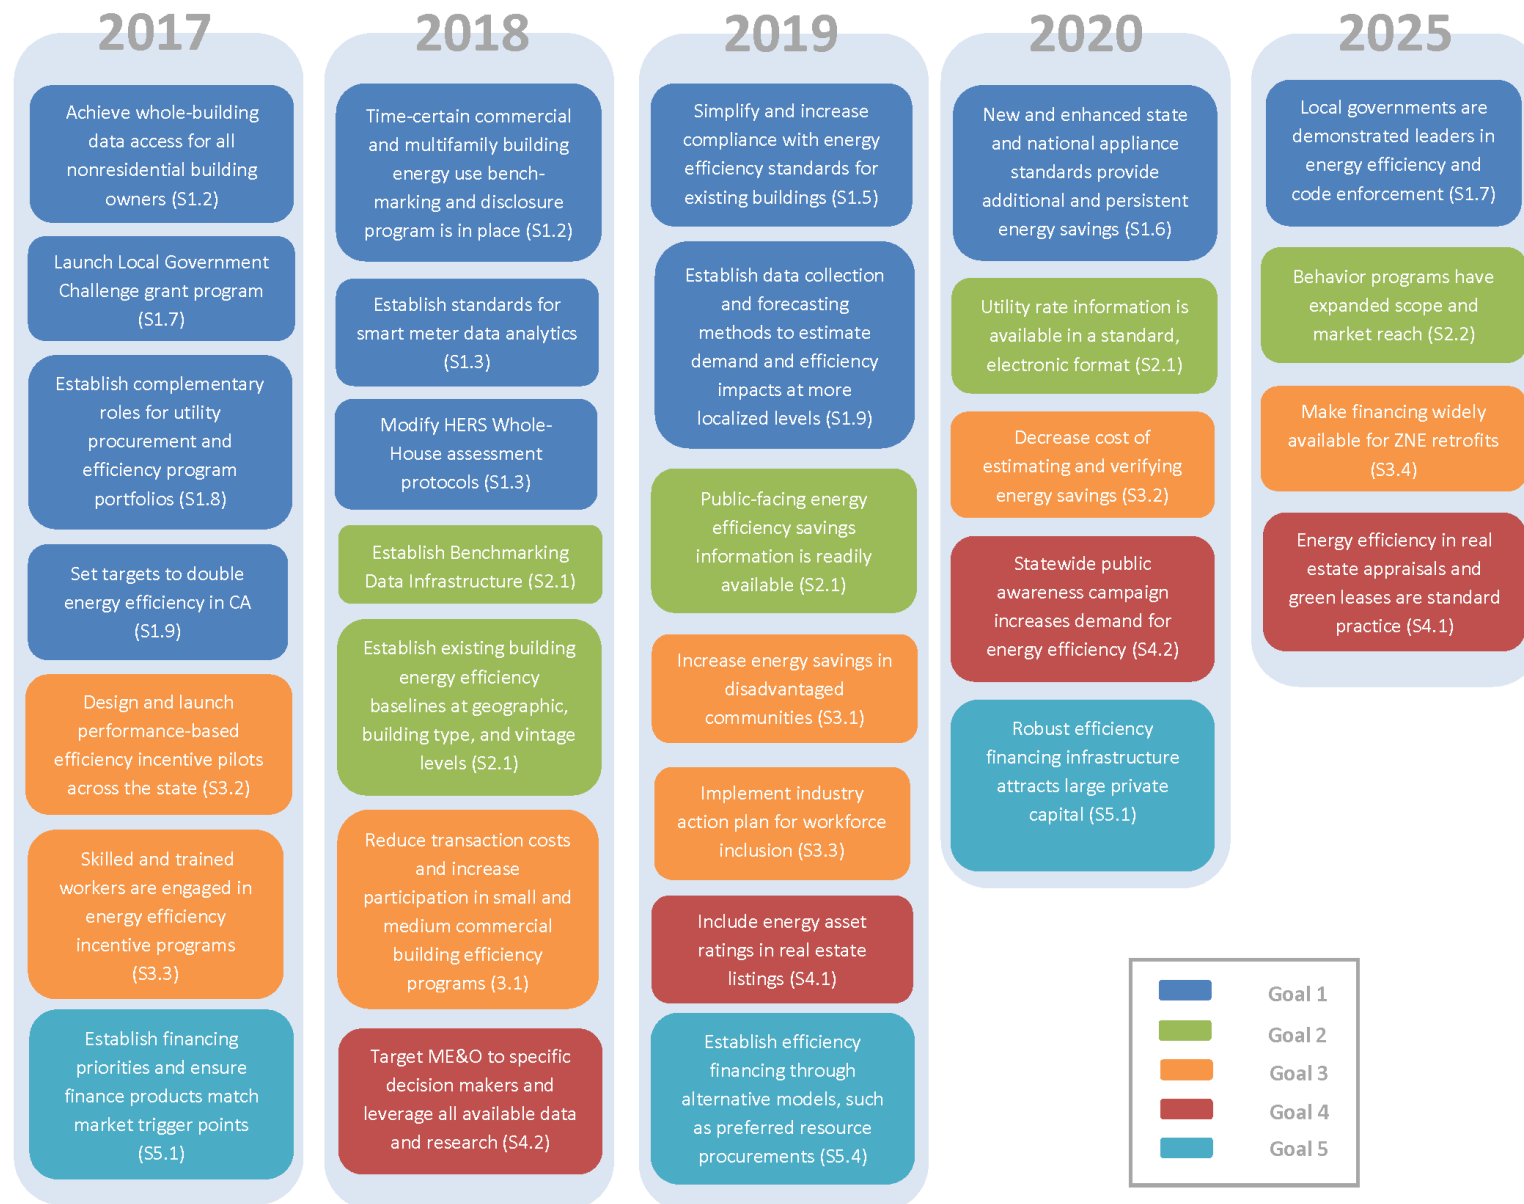 2017
Achieve whole-building
data access for all
nonresidential building
owners (S1.2)
Launch Local Government
Challenge grant program
(S1.7)
Establish complementary
roles for utility
procurement and
efficiency program
portfolios (S1.8)
Set targets to double
energy efficiency in CA
(S1.9)
Design and launch
performance-based
efficiency incentive pilots
across the state (S3.2)
Skilled and trained
workers are engaged in
energy efficiency
incentive programs
(S3.3)
Establish financing
priorities and ensure
finance products match
market trigger points
(S5.1)
2018
Time-certain commercial
and multifamily building
energy use bench-
marking and disclosure
program is in place (S1.2)
Establish standards for
smart meter data analytics
(S1.3)
Modify HERS Whole-
House assessment
protocols (S1.3)
Establish Benchmarking
Data Infrastructure (S2.1)
Establish existing building
energy efficiency
baselines at geographic,
building type, and vintage
levels (S2.1)
Reduce transaction costs
and increase
participation in small and
medium commercial
building efficiency
programs (3.1)
Target ME&O to specific
decision makers and
leverage all available data
and research (S4.2)
2019
Simplify and increase
compliance with energy
efficiency standards for
existing buildings (S1.5)
Establish data collection
and forecasting
methods to estimate
demand and efficiency
impacts at more
localized levels (S1.9)
Public-facing energy
efficiency savings
information is readily
available (S2.1)
Increase energy savings in
disadvantaged
communities (S3.1)
Implement industry
action plan for workforce
inclusion (S3.3)
Include energy asset
ratings in real estate
listings (S4.1)
Establish efficiency
financing through
alternative models, such
as preferred resource
procurements (S5.4)
2020
New and enhanced state
and national appliance
standards provide
additional and persistent
energy savings (S1.6)
Utility rate information is
available in a standard,
electronic format (S2.1)
Decrease cost of
estimating and verifying
energy savings (S3.2)
Statewide public
awareness campaign
increases demand for
energy efficiency (S4.2)
Robust efficiency
financing infrastructure
attracts large private
capital (S5.1)
2025
Local governments are
demonstrated leaders in
energy efficiency and
code enforcement (S1.7)
Behavior programs have
expanded scope and
market reach (S2.2)
Make financing widely
available for ZNE retrofits
(S3.4)
Energy efficiency in real
estate appraisals and
green leases are standard
practice (S4.1)
Goal 1
Goal 2
Goal 3
Goal 4
Goal 5